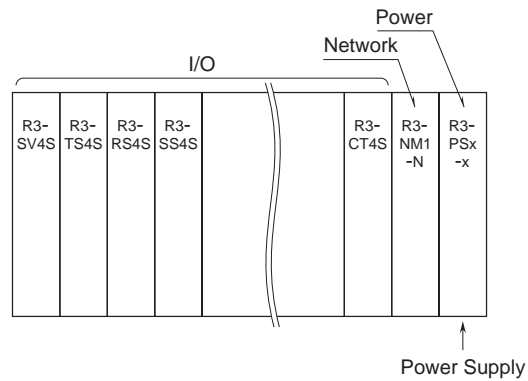 Power
Network
I/O
R3-
SV4S
R3-
TS4S
R3-
RS4S
R3-
SS4S
R3-
CT4S
R3-
NM1
-N
R3-
PSx
-x
Power Supply